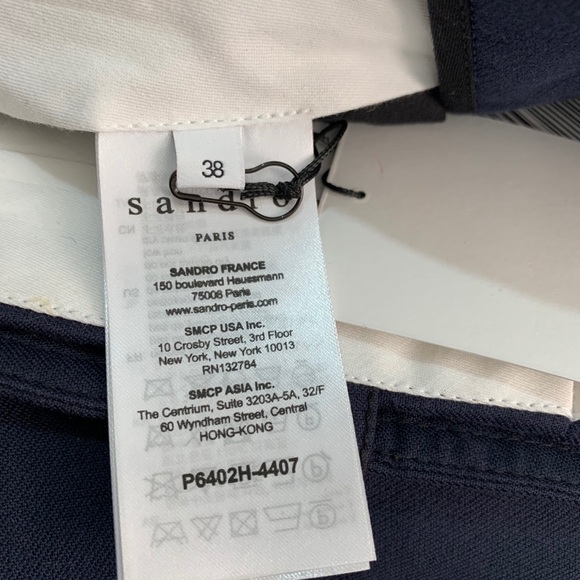 38
sandro
PARIS
SANDRO FRANCE
150 boulevard Haussmann
75008 Paris
www.sandro-paris.com
SMCP USA Inc.
10 Crosby Street, 3rd Floor
New York, New York 10013
RN132784
SMCP ASIA Inc.
The Centrium, Suite 3203A-5A, 32/F
60 Wyndham Street, Central
HONG-KONG
P6402H-4407